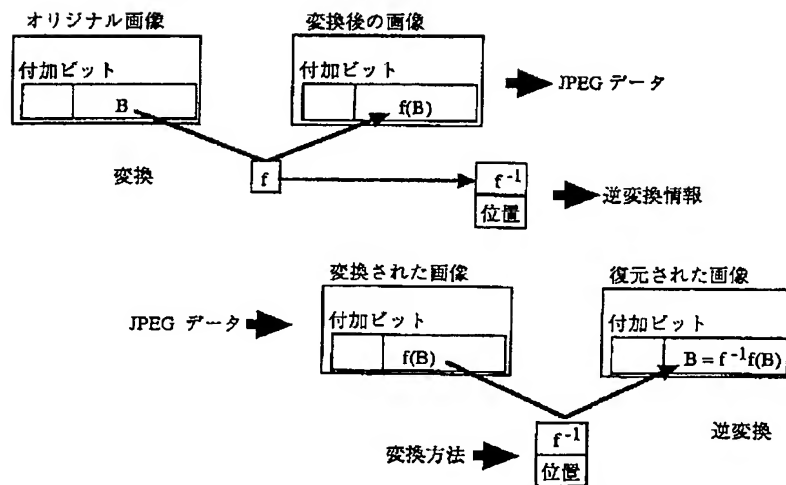 オリジナル画像
変換後の画像
付加ビット
付加ビット
B
f(B)
JPEG データ
変換
f
f⁻¹
位置
逆変換情報
変換された画像
復元された画像
JPEG データ
付加ビット
付加ビット
f(B)
B = f⁻¹f(B)
変換方法
f⁻¹
位置
逆変換